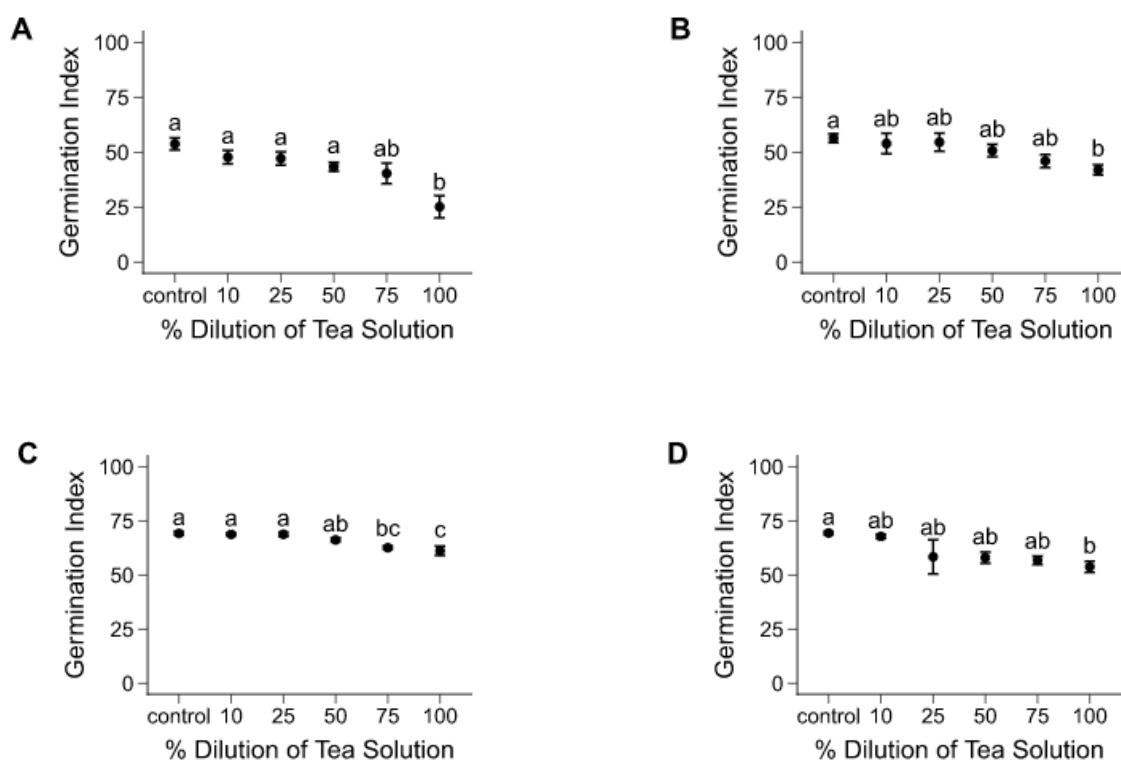 A
B
Germination Index
100
75
50
25
0
a
a
a
a
ab
b
control 10 25 50 75 100
% Dilution of Tea Solution
Germination Index
100
75
50
25
0
a
ab
ab
ab
ab
b
control 10 25 50 75 100
% Dilution of Tea Solution
C
D
Germination Index
100
75
50
25
0
a
a
a
ab
bc
c
control 10 25 50 75 100
% Dilution of Tea Solution
Germination Index
100
75
50
25
0
a
ab
ab
ab
ab
b
control 10 25 50 75 100
% Dilution of Tea Solution